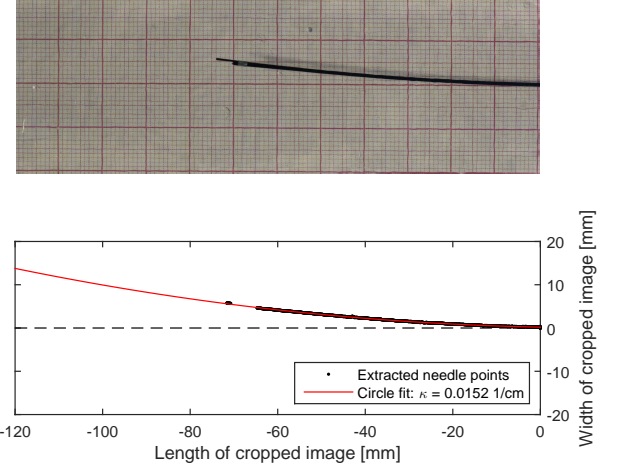 20
10
0
-10
-20
Width of cropped image [mm]
Extracted needle points
Circle fit: κ = 0.0152 1/cm
-120 -100 -80 -60 -40 -20 0
Length of cropped image [mm]